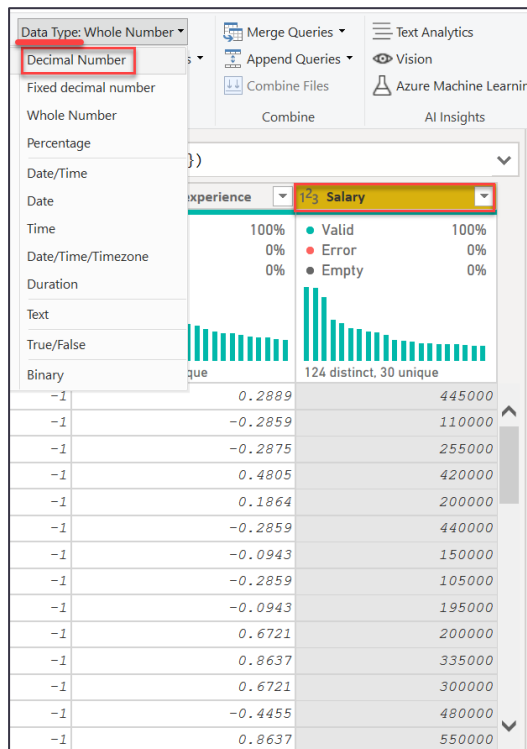 Data Type: Whole Number
Merge Queries
Text Analytics
Decimal Number
Append Queries
Vision
Fixed decimal number
Combine Files
Azure Machine Learnin
Whole Number
Combine
AI Insights
Percentage
Date/Time
})
Date
experience
123 Salary
Time
100%
Valid 100%
Date/Time/Timezone
0%
Error 0%
Duration
0%
Empty 0%
Text
True/False
Binary
que
124 distinct, 30 unique
-1 0.2889 445000
-1 -0.2859 110000
-1 -0.2875 255000
-1 0.4805 420000
-1 0.1864 200000
-1 -0.2859 440000
-1 -0.0943 150000
-1 -0.2859 105000
-1 -0.0943 195000
-1 0.6721 200000
-1 0.8637 335000
-1 0.6721 300000
-1 -0.4455 480000
-1 0.8637 550000